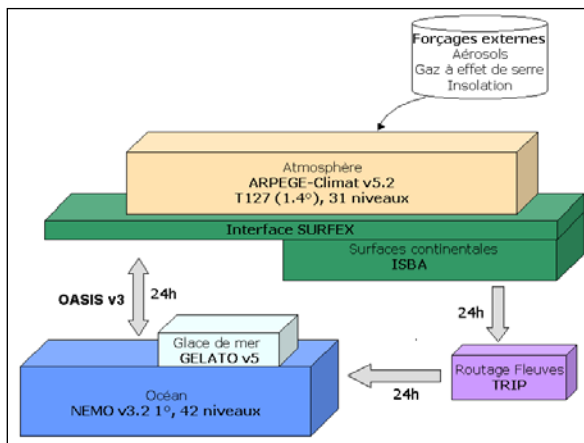 Forçages externes
Aérosols
Gaz à effet de serre
Insolation
Atmosphère
ARPEGE-Climat v5.2
T127 (1.4°), 31 niveaux
Interface SURFEX
Surfaces continentales
ISBA
OASIS v3
24h
24h
Glace de mer
GELATO v5
Routage Fleuves
TRIP
24h
Océan
NEMO v3.2 1°, 42 niveaux